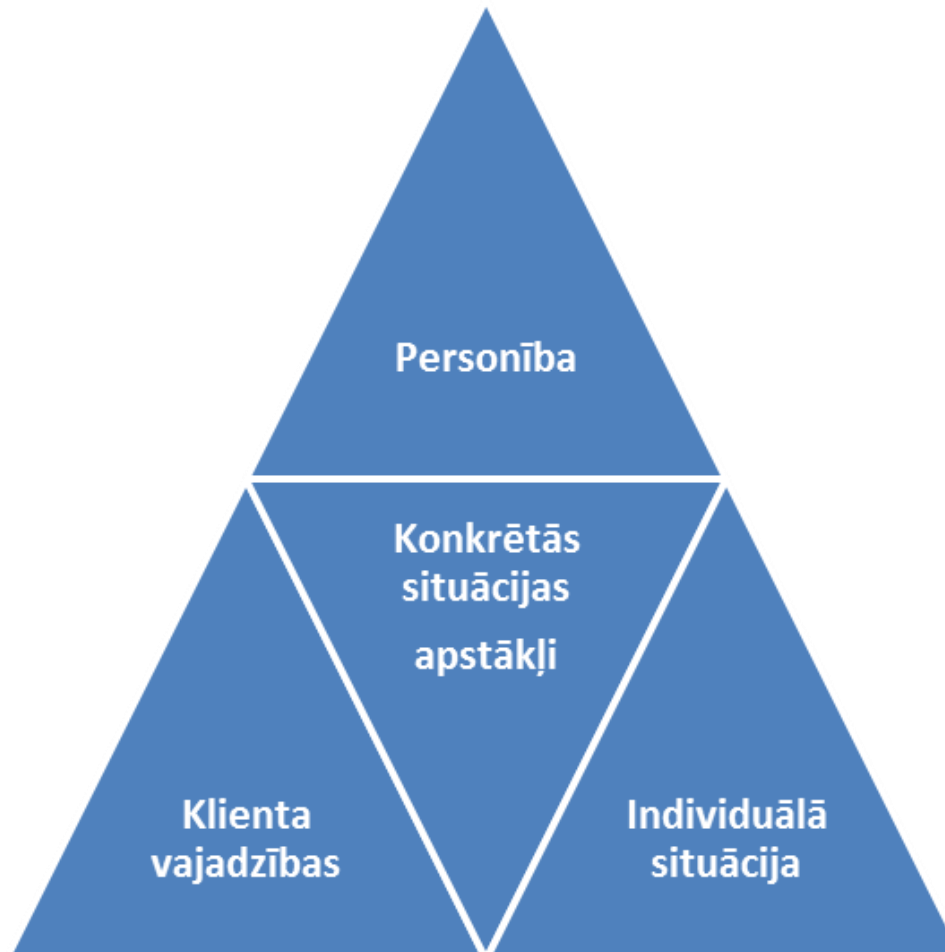 Personība
Konkrētās
situācijas
apstākļi
Klienta
vajadzības
Individuālā
situācija